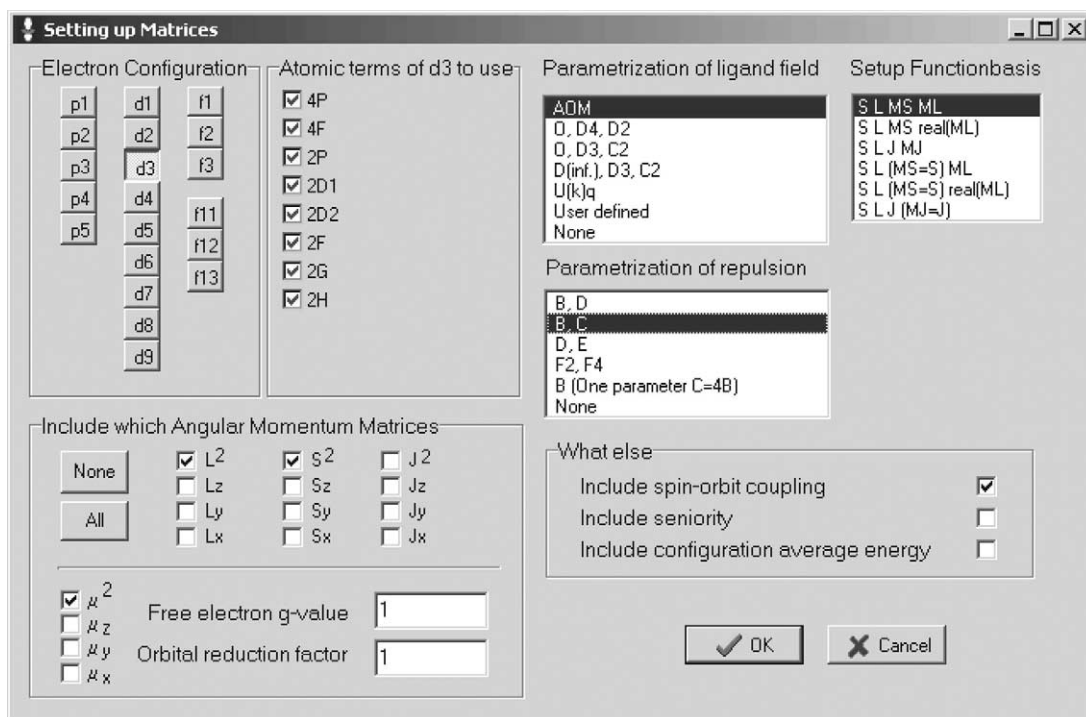 Setting up Matrices
Electron Configuration
p1
p2
p3
p4
p5
d1
d2
d3
d4
d5
d6
d7
d8
d9
f1
f2
f3
f11
f12
f13
Atomic terms of d3 to use
4P
4F
2P
2D1
2D2
2F
2G
2H
Parametrization of ligand field
AOM
O, D4, D2
O, D3, C2
D(inf.), D3, C2
U(k)q
User defined
None
Setup Functionbasis
S L MS ML
S L MS real(ML)
S L J MJ
S L (MS=S) ML
S L (MS=S) real(ML)
S L J (MJ=J)
Parametrization of repulsion
B, D
B, C
D, E
F2, F4
B (One parameter C=4B)
None
Include which Angular Momentum Matrices
None
All
L²
Lz
Ly
Lx
S²
Sz
Sy
Sx
J²
Jz
Jy
Jx
μ²
μz
μy
μx
Free electron g-value 1
Orbital reduction factor 1
What else
Include spin-orbit coupling
Include seniority
Include configuration average energy
OK
Cancel